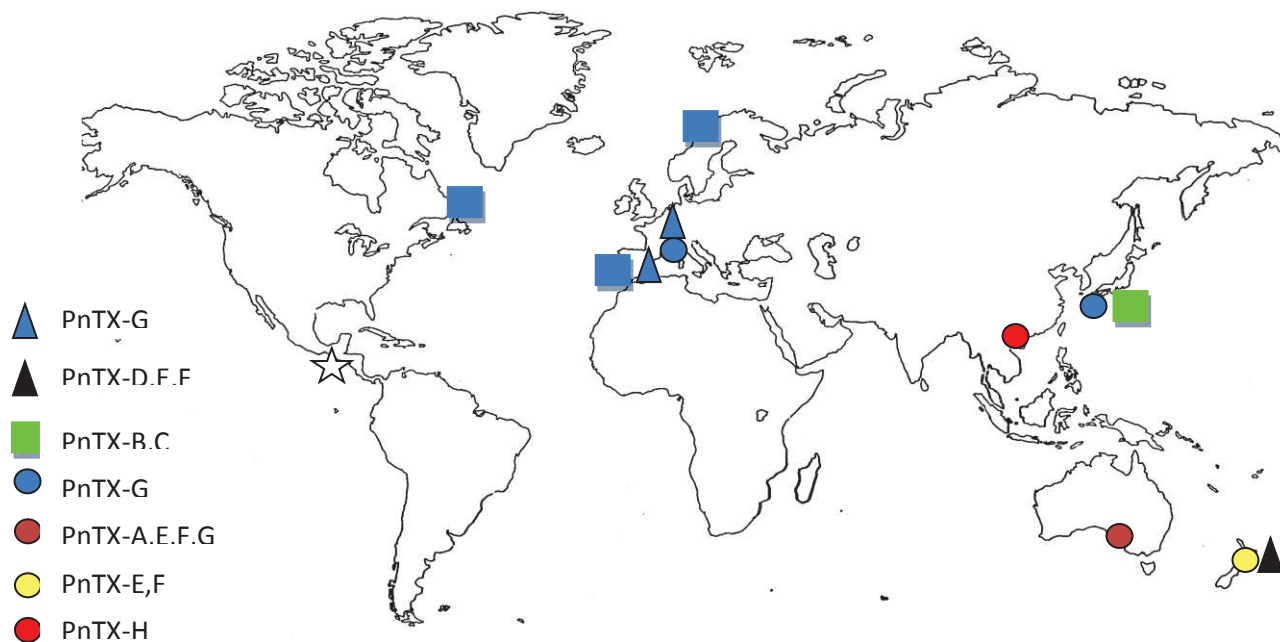 PnTX-G
PnTX-D,E,F
PnTX-B,C
PnTX-G
PnTX-A,E,F,G
PnTX-E,F
PnTX-H